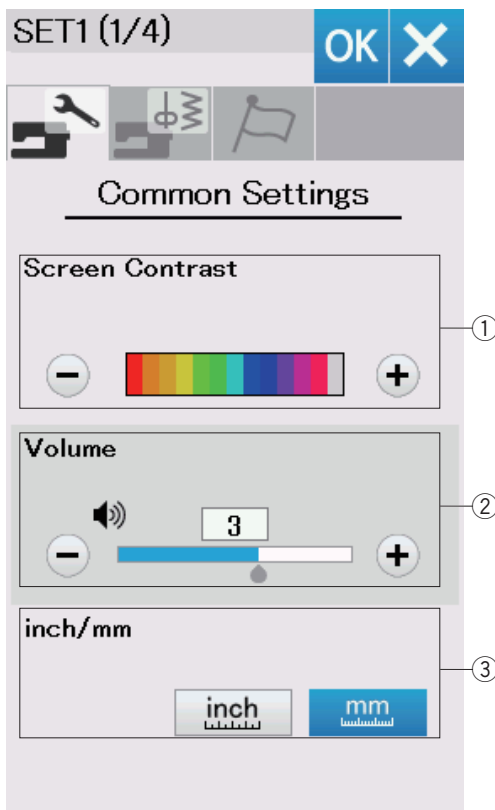 SET1 (1/4)
OK
Common Settings
Screen Contrast
①
Volume
②
3
inch/mm
③
inch
mm